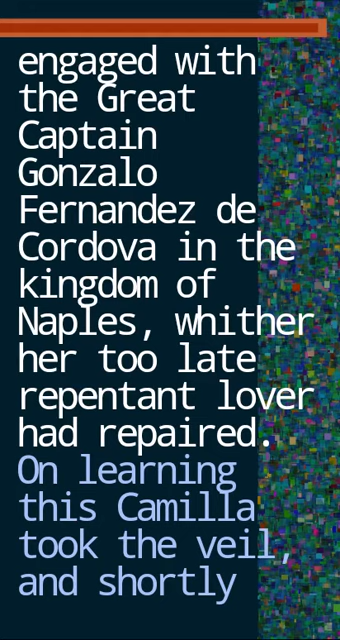 engaged with
the Great
Captain
Gonzalo
Fernandez de
Cordova in the
kingdom of
Naples, whither
her too late
repentant lover
had repaired.
On learning
this Camilla
took the veil,
and shortly